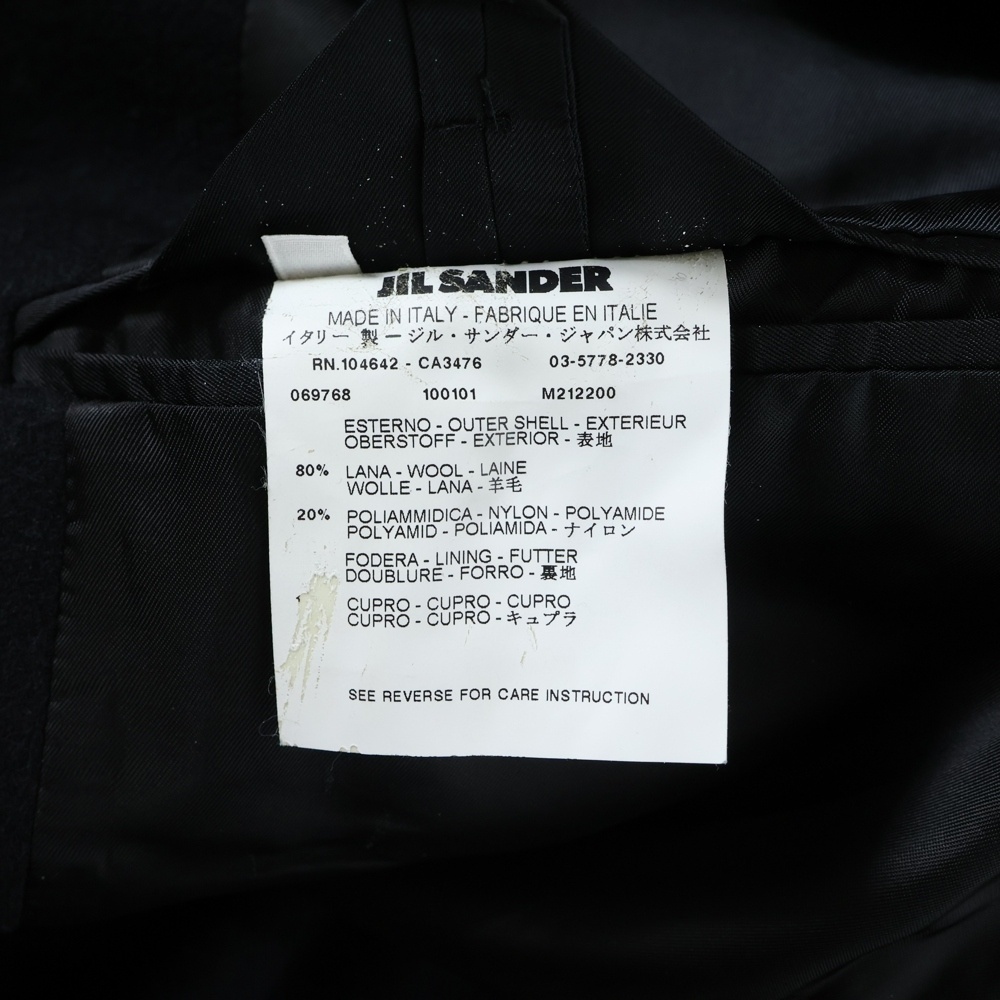 JIL SANDER
MADE IN ITALY - FABRIQUE EN ITALIE
イタリー 製 ージル・サンダー・ジャパン株式会社
RN.104642 - CA3476 03-5778-2330
069768 100101 M212200
ESTERNO - OUTER SHELL - EXTERIEUR
OBERSTOFF - EXTERIOR - 表地
80% LANA - WOOL - LAINE
WOLLE - LANA - 羊毛
20% POLIAMMIDICA - NYLON - POLYAMIDE
POLYAMID - POLIAMIDA - ナイロン
FODERA - LINING - FUTTER
DOUBLURE - FORRO - 裏地
CUPRO - CUPRO - CUPRO
CUPRO - CUPRO - キュプラ
SEE REVERSE FOR CARE INSTRUCTION